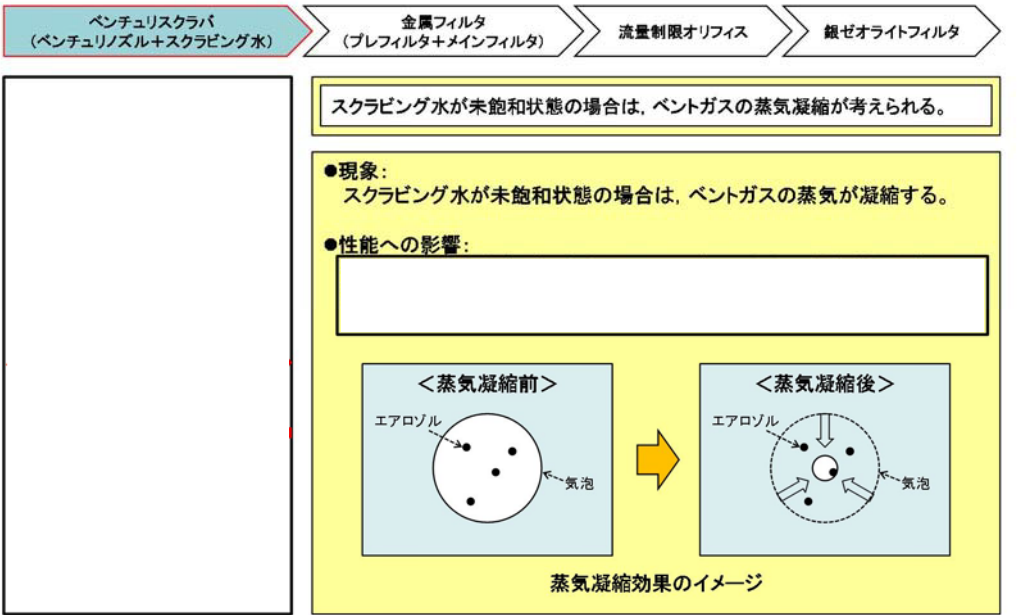 ベンチュリスクラバ
(ベンチュリノズル+スクラビング水)
金属フィルタ
(プレフィルタ+メインフィルタ)
流量制限オリフィス
銀ゼオライトフィルタ
スクラビング水が未飽和状態の場合は，ベントガスの蒸気凝縮が考えられる。
●現象：
スクラビング水が未飽和状態の場合は，ベントガスの蒸気が凝縮する。
●性能への影響：
＜蒸気凝縮前＞
エアロゾル
気泡
＜蒸気凝縮後＞
エアロゾル
気泡
蒸気凝縮効果のイメージ